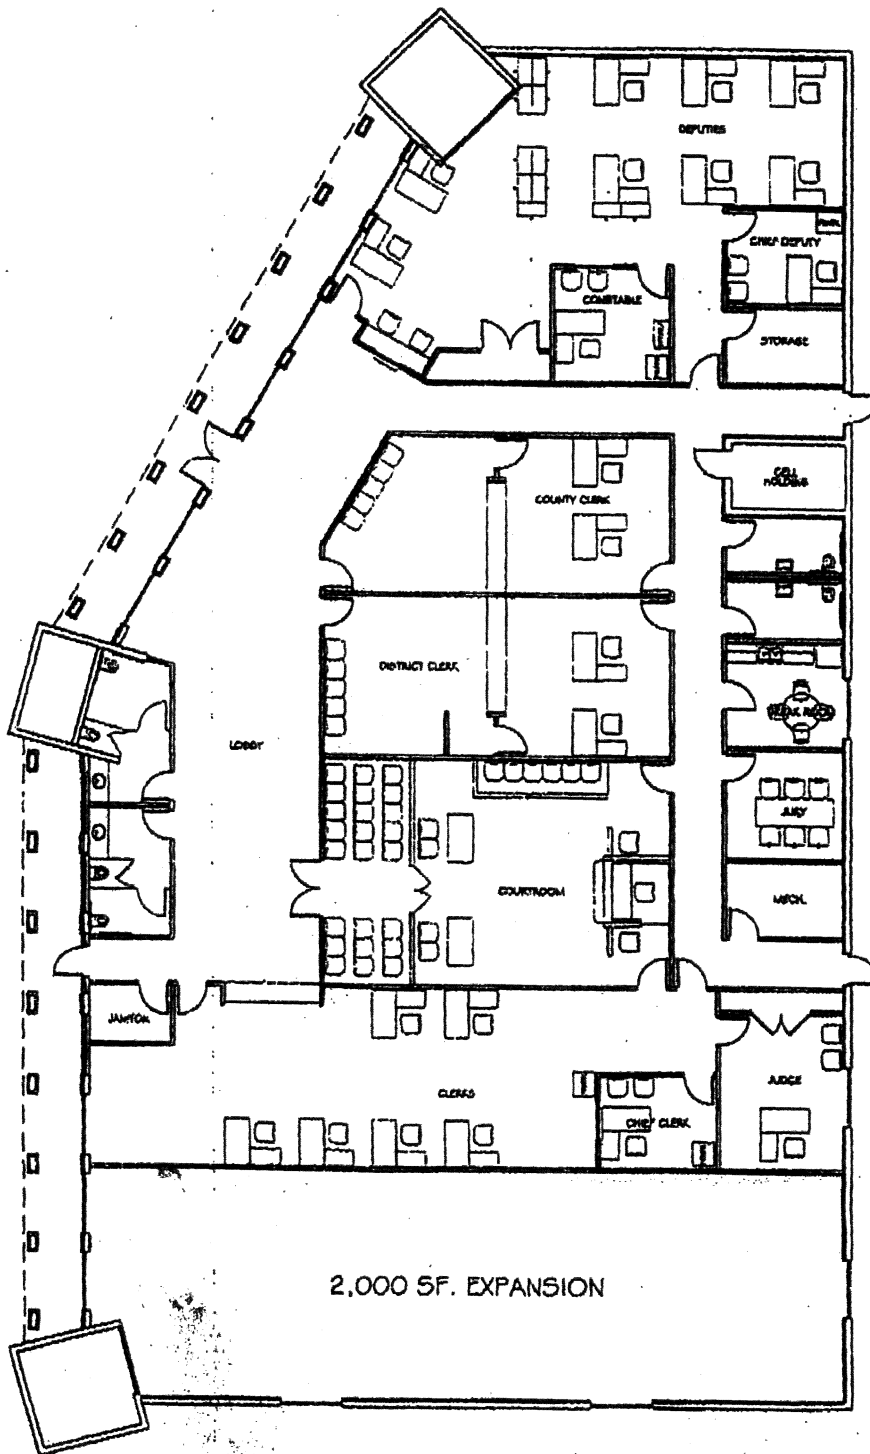 DEPUTIES
CHIEF DEPUTY
CONSTABLE
STORAGE
CELL
HOLDING
COUNTY CLERK
DISTRICT CLERK
BREAK ROOM
LOBBY
JURY
COURTROOM
MECH.
JANITOR
CLERKS
JUDGE
CHIEF CLERK
2,000 SF. EXPANSION